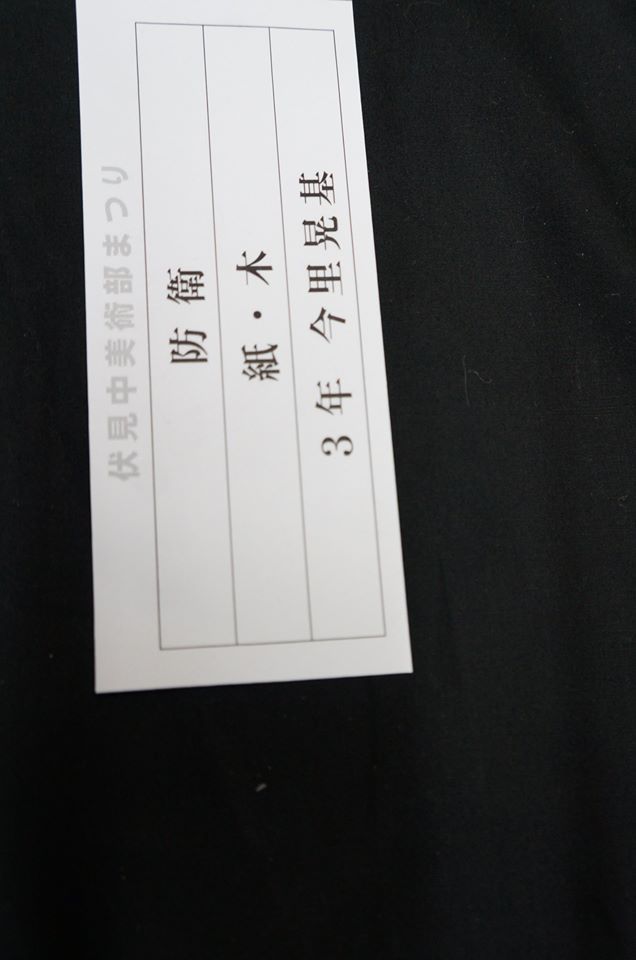 伏見中美術部まつり
防衛
紙・木
3年 今里晃基